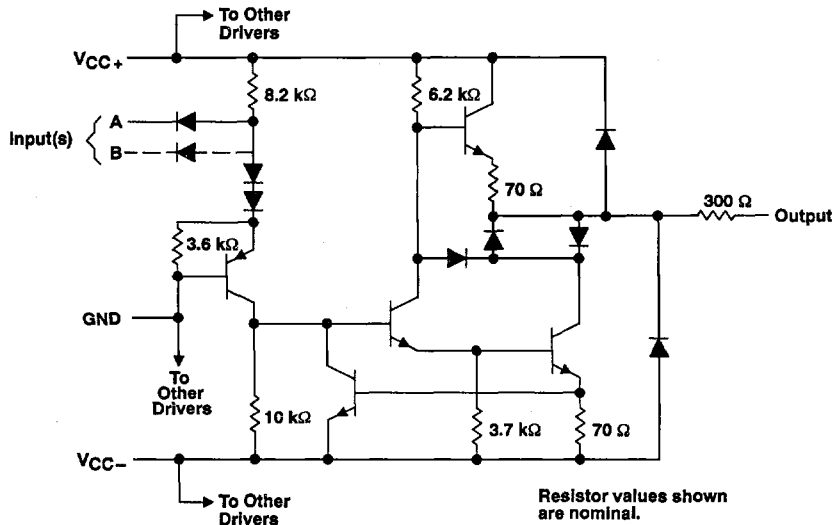 To Other
Drivers
VCC+
8.2 kΩ
6.2 kΩ
A
Input(s)
B
70 Ω
300 Ω
Output
3.6 kΩ
GND
To
Other
Drivers
10 kΩ
3.7 kΩ
70 Ω
VCC−
To Other
Drivers
Resistor values shown
are nominal.